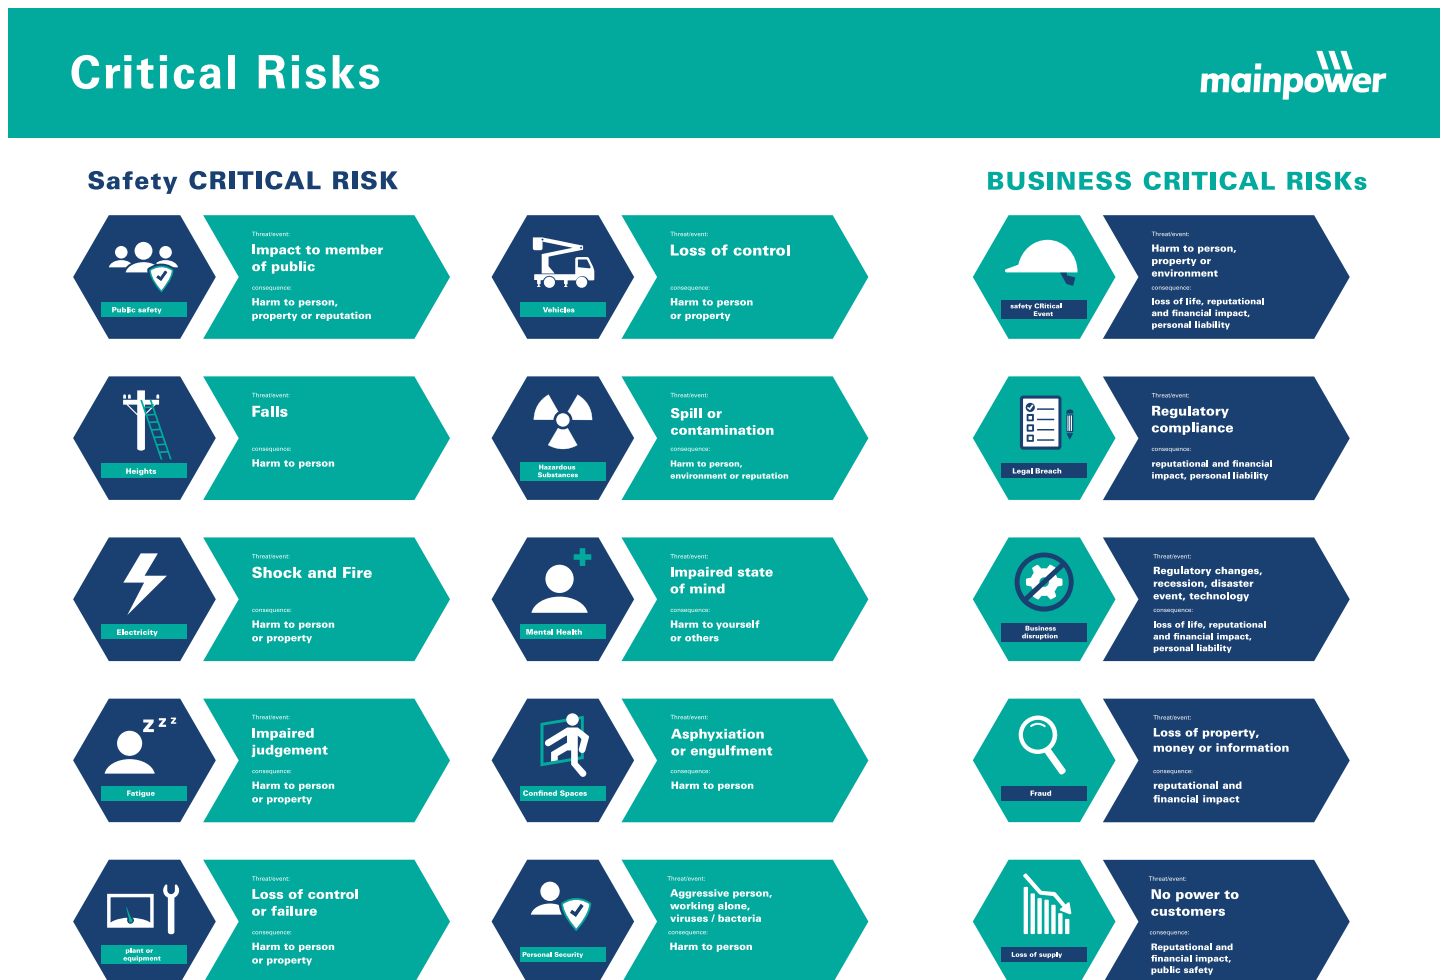 Critical Risks
mainpower
Safety CRITICAL RISK
Public safety
Threat/event:
Impact to member
of public
consequence:
Harm to person,
property or reputation
Vehicles
Threat/event:
Loss of control
consequence:
Harm to person
or property
Heights
Threat/event:
Falls
consequence:
Harm to person
Hazardous
Substances
Threat/event:
Spill or
contamination
consequence:
Harm to person,
environment or reputation
Electricity
Threat/event:
Shock and Fire
consequence:
Harm to person
or property
Mental Health
Threat/event:
Impaired state
of mind
consequence:
Harm to yourself
or others
Fatigue
z z z
Threat/event:
Impaired
judgement
consequence:
Harm to person
or property
Confined Spaces
Threat/event:
Asphyxiation
or engulfment
consequence:
Harm to person
plant or
equipment
Threat/event:
Loss of control
or failure
consequence:
Harm to person
or property
Personal Security
Threat/event:
Aggressive person,
working alone,
viruses / bacteria
consequence:
Harm to person
BUSINESS CRITICAL RISKs
safety CRitical
Event
Threat/event:
Harm to person,
property or
environment
consequence:
loss of life, reputational
and financial impact,
personal liability
Legal Breach
Threat/event:
Regulatory
compliance
consequence:
reputational and financial
impact, personal liability
Business
disruption
Threat/event:
Regulatory changes,
recession, disaster
event, technology
consequence:
loss of life, reputational
and financial impact,
personal liability
Fraud
Threat/event:
Loss of property,
money or information
consequence:
reputational and
financial impact
Loss of supply
Threat/event:
No power to
customers
consequence:
Reputational and
financial impact,
public safety